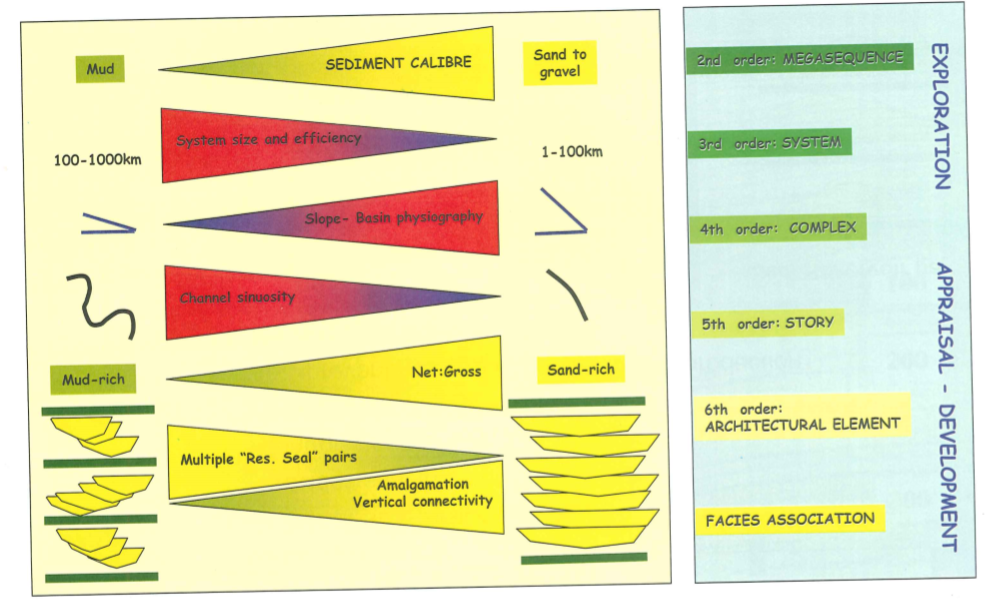 Mud
SEDIMENT CALIBRE
Sand to
gravel
System size and efficiency
100-1000km
1-100km
Slope- Basin physiography
Channel sinuosity
Mud-rich
Net:Gross
Sand-rich
Multiple “Res. Seal” pairs
Amalgamation
Vertical connectivity
2nd order: MEGASEQUENCE
3rd order: SYSTEM
4th order: COMPLEX
5th order: STORY
6th order:
ARCHITECTURAL ELEMENT
FACIES ASSOCIATION
EXPLORATION
APPRAISAL - DEVELOPMENT